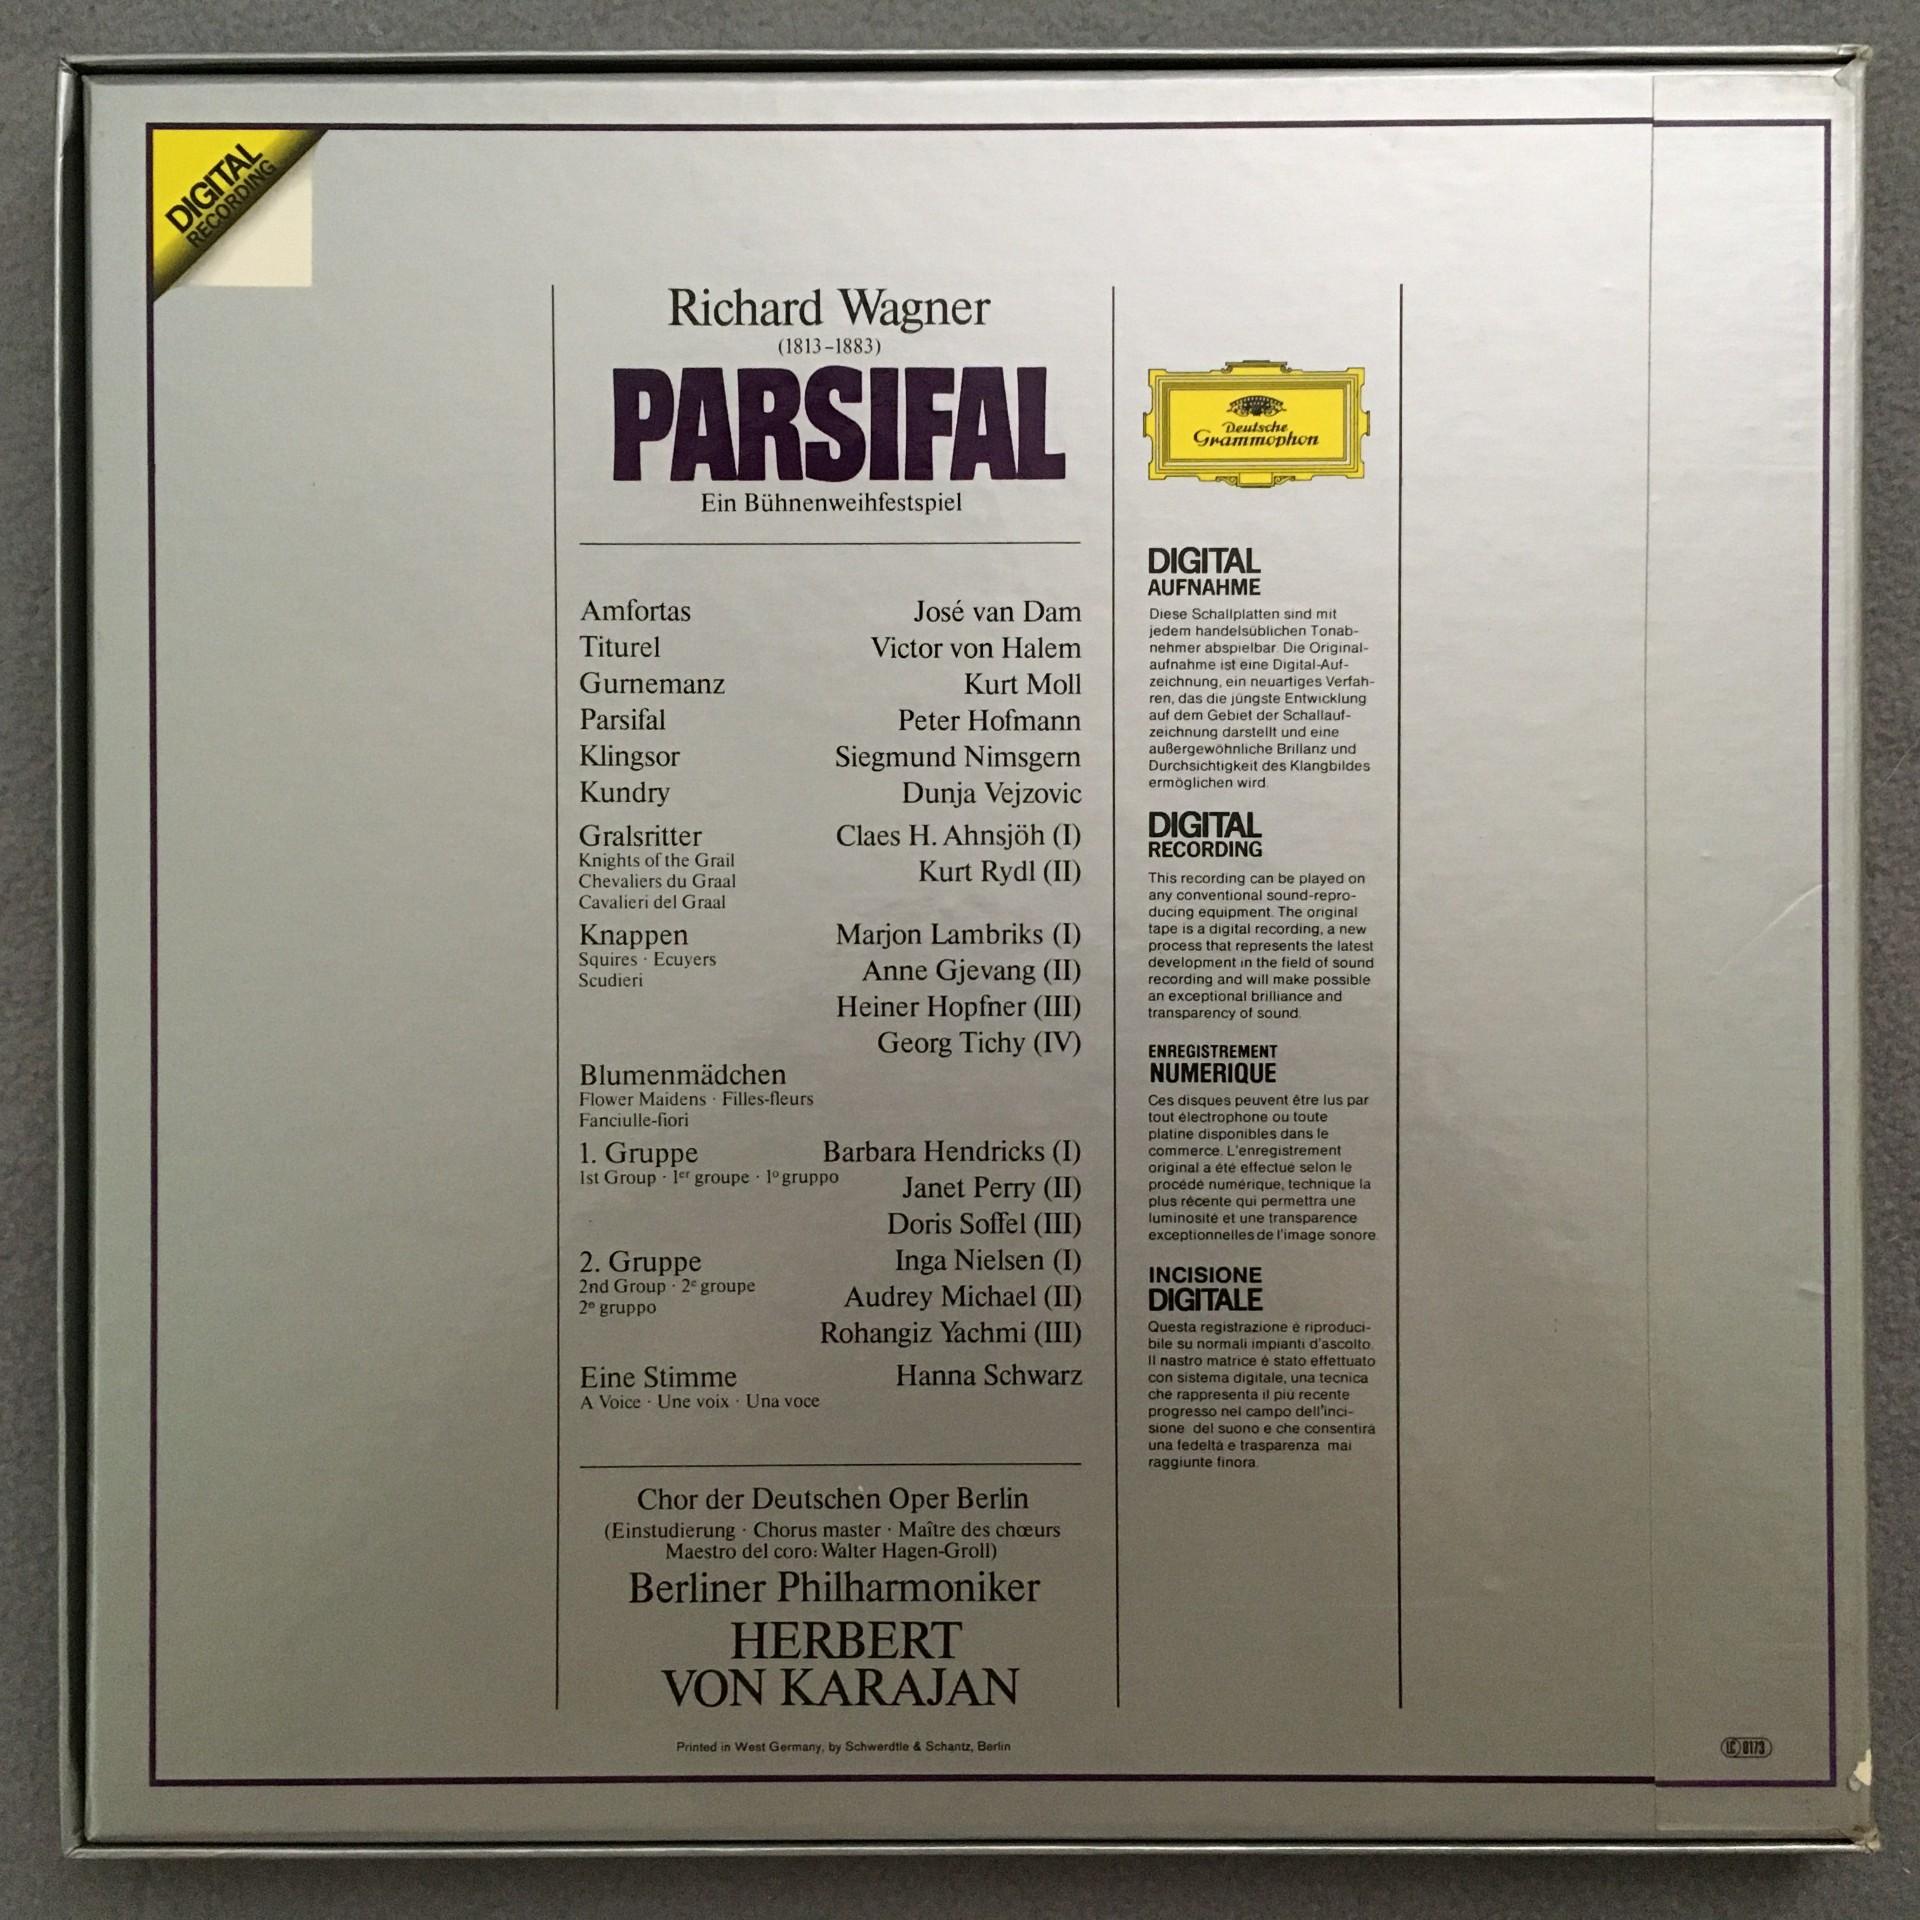 DIGITAL
RECORDING
Richard Wagner
(1813–1883)
PARSIFAL
Ein Bühnenweihfestspiel
Amfortas José van Dam
Titurel Victor von Halem
Gurnemanz Kurt Moll
Parsifal Peter Hofmann
Klingsor Siegmund Nimsgern
Kundry Dunja Vejzovic
Gralsritter Claes H. Ahnsjöh (I)
Knights of the Grail
Chevaliers du Graal Kurt Rydl (II)
Cavalieri del Graal
Knappen Marjon Lambriks (I)
Squires · Ecuyers Anne Gjevang (II)
Scudieri
Heiner Hopfner (III)
Georg Tichy (IV)
Blumenmädchen
Flower Maidens · Filles-fleurs
Fanciulle-fiori
1. Gruppe Barbara Hendricks (I)
1st Group · 1er groupe · 1o gruppo
Janet Perry (II)
Doris Soffel (III)
2. Gruppe Inga Nielsen (I)
2nd Group · 2e groupe
2o gruppo Audrey Michael (II)
Rohangiz Yachmi (III)
Eine Stimme Hanna Schwarz
A Voice · Une voix · Una voce
Chor der Deutschen Oper Berlin
(Einstudierung · Chorus master · Maître des chœurs
Maestro del coro: Walter Hagen-Groll)
Berliner Philharmoniker
HERBERT
VON KARAJAN
Printed in West Germany, by Schwerdtle & Schantz, Berlin
Deutsche
Grammophon
DIGITAL
AUFNAHME
Diese Schallplatten sind mit
jedem handelsüblichen Tonab-
nehmer abspielbar. Die Original-
aufnahme ist eine Digital-Auf-
zeichnung, ein neuartiges Verfah-
ren, das die jüngste Entwicklung
auf dem Gebiet der Schallauf-
zeichnung darstellt und eine
außergewöhnliche Brillanz und
Durchsichtigkeit des Klangbildes
ermöglichen wird.
DIGITAL
RECORDING
This recording can be played on
any conventional sound-repro-
ducing equipment. The original
tape is a digital recording, a new
process that represents the latest
development in the field of sound
recording and will make possible
an exceptional brilliance and
transparency of sound.
ENREGISTREMENT
NUMERIQUE
Ces disques peuvent être lus par
tout électrophone ou toute
platine disponibles dans le
commerce. L'enregistrement
original a été effectué selon le
procédé numérique, technique la
plus récente qui permettra une
luminosité et une transparence
exceptionnelles de l'image sonore.
INCISIONE
DIGITALE
Questa registrazione è riproduci-
bile su normali impianti d'ascolto.
Il nastro matrice è stato effettuato
con sistema digitale, una tecnica
che rappresenta il più recente
progresso nel campo dell'inci-
sione del suono e che consentirà
una fedeltà e trasparenza mai
raggiunte finora.
LC 0173